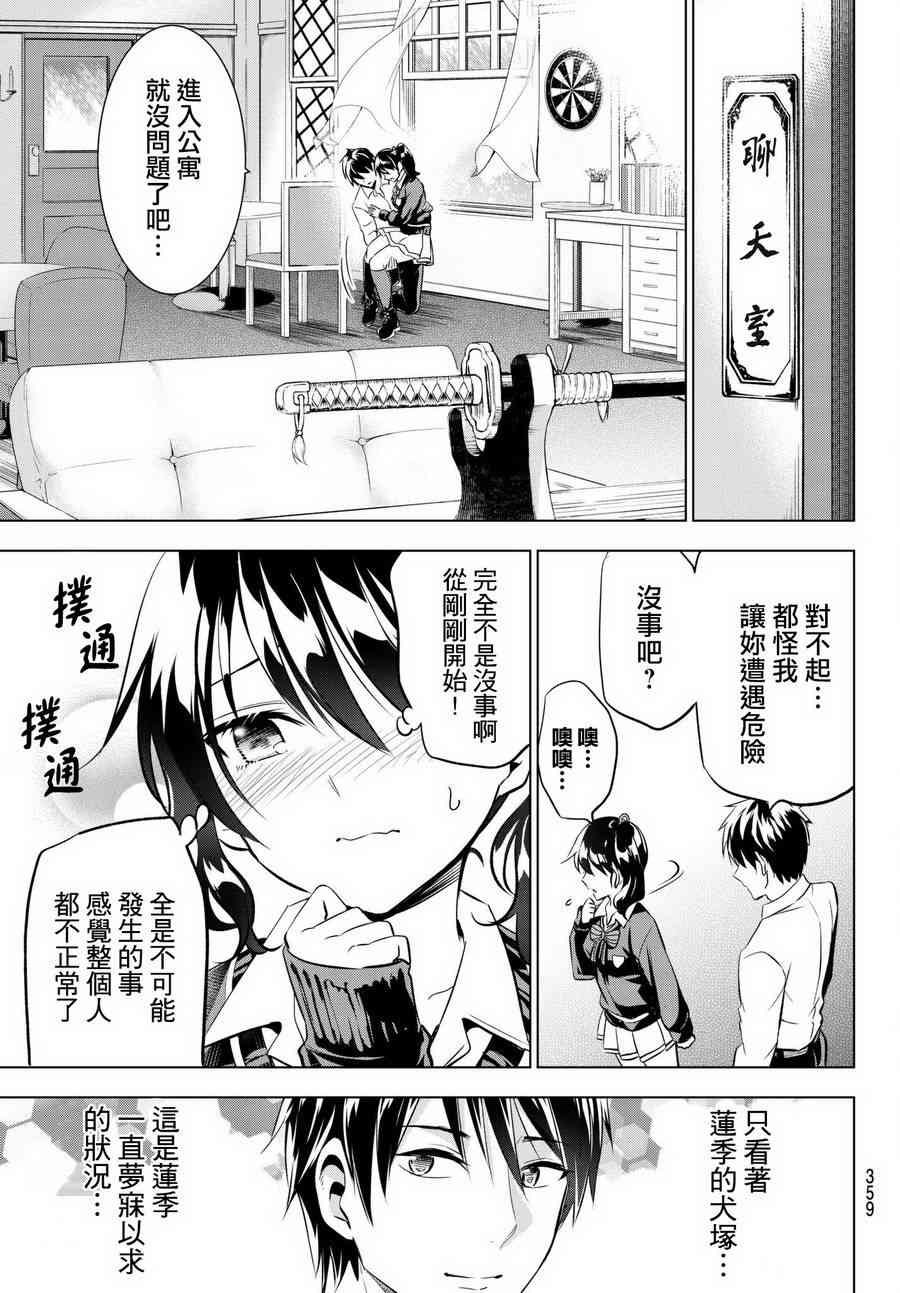 聊天室
進入公寓
就沒問題了吧…
對不起…
都怪我
讓妳遭遇危險
沒事吧?
噢…
噢噢…
完全不是沒事啊
從剛剛開始!
撲通
撲通
全是不可能
發生的事
感覺整個人
都不正常了
只看著
蓮季的犬塚…
這是蓮季
一直夢寐以求
的狀況…
359